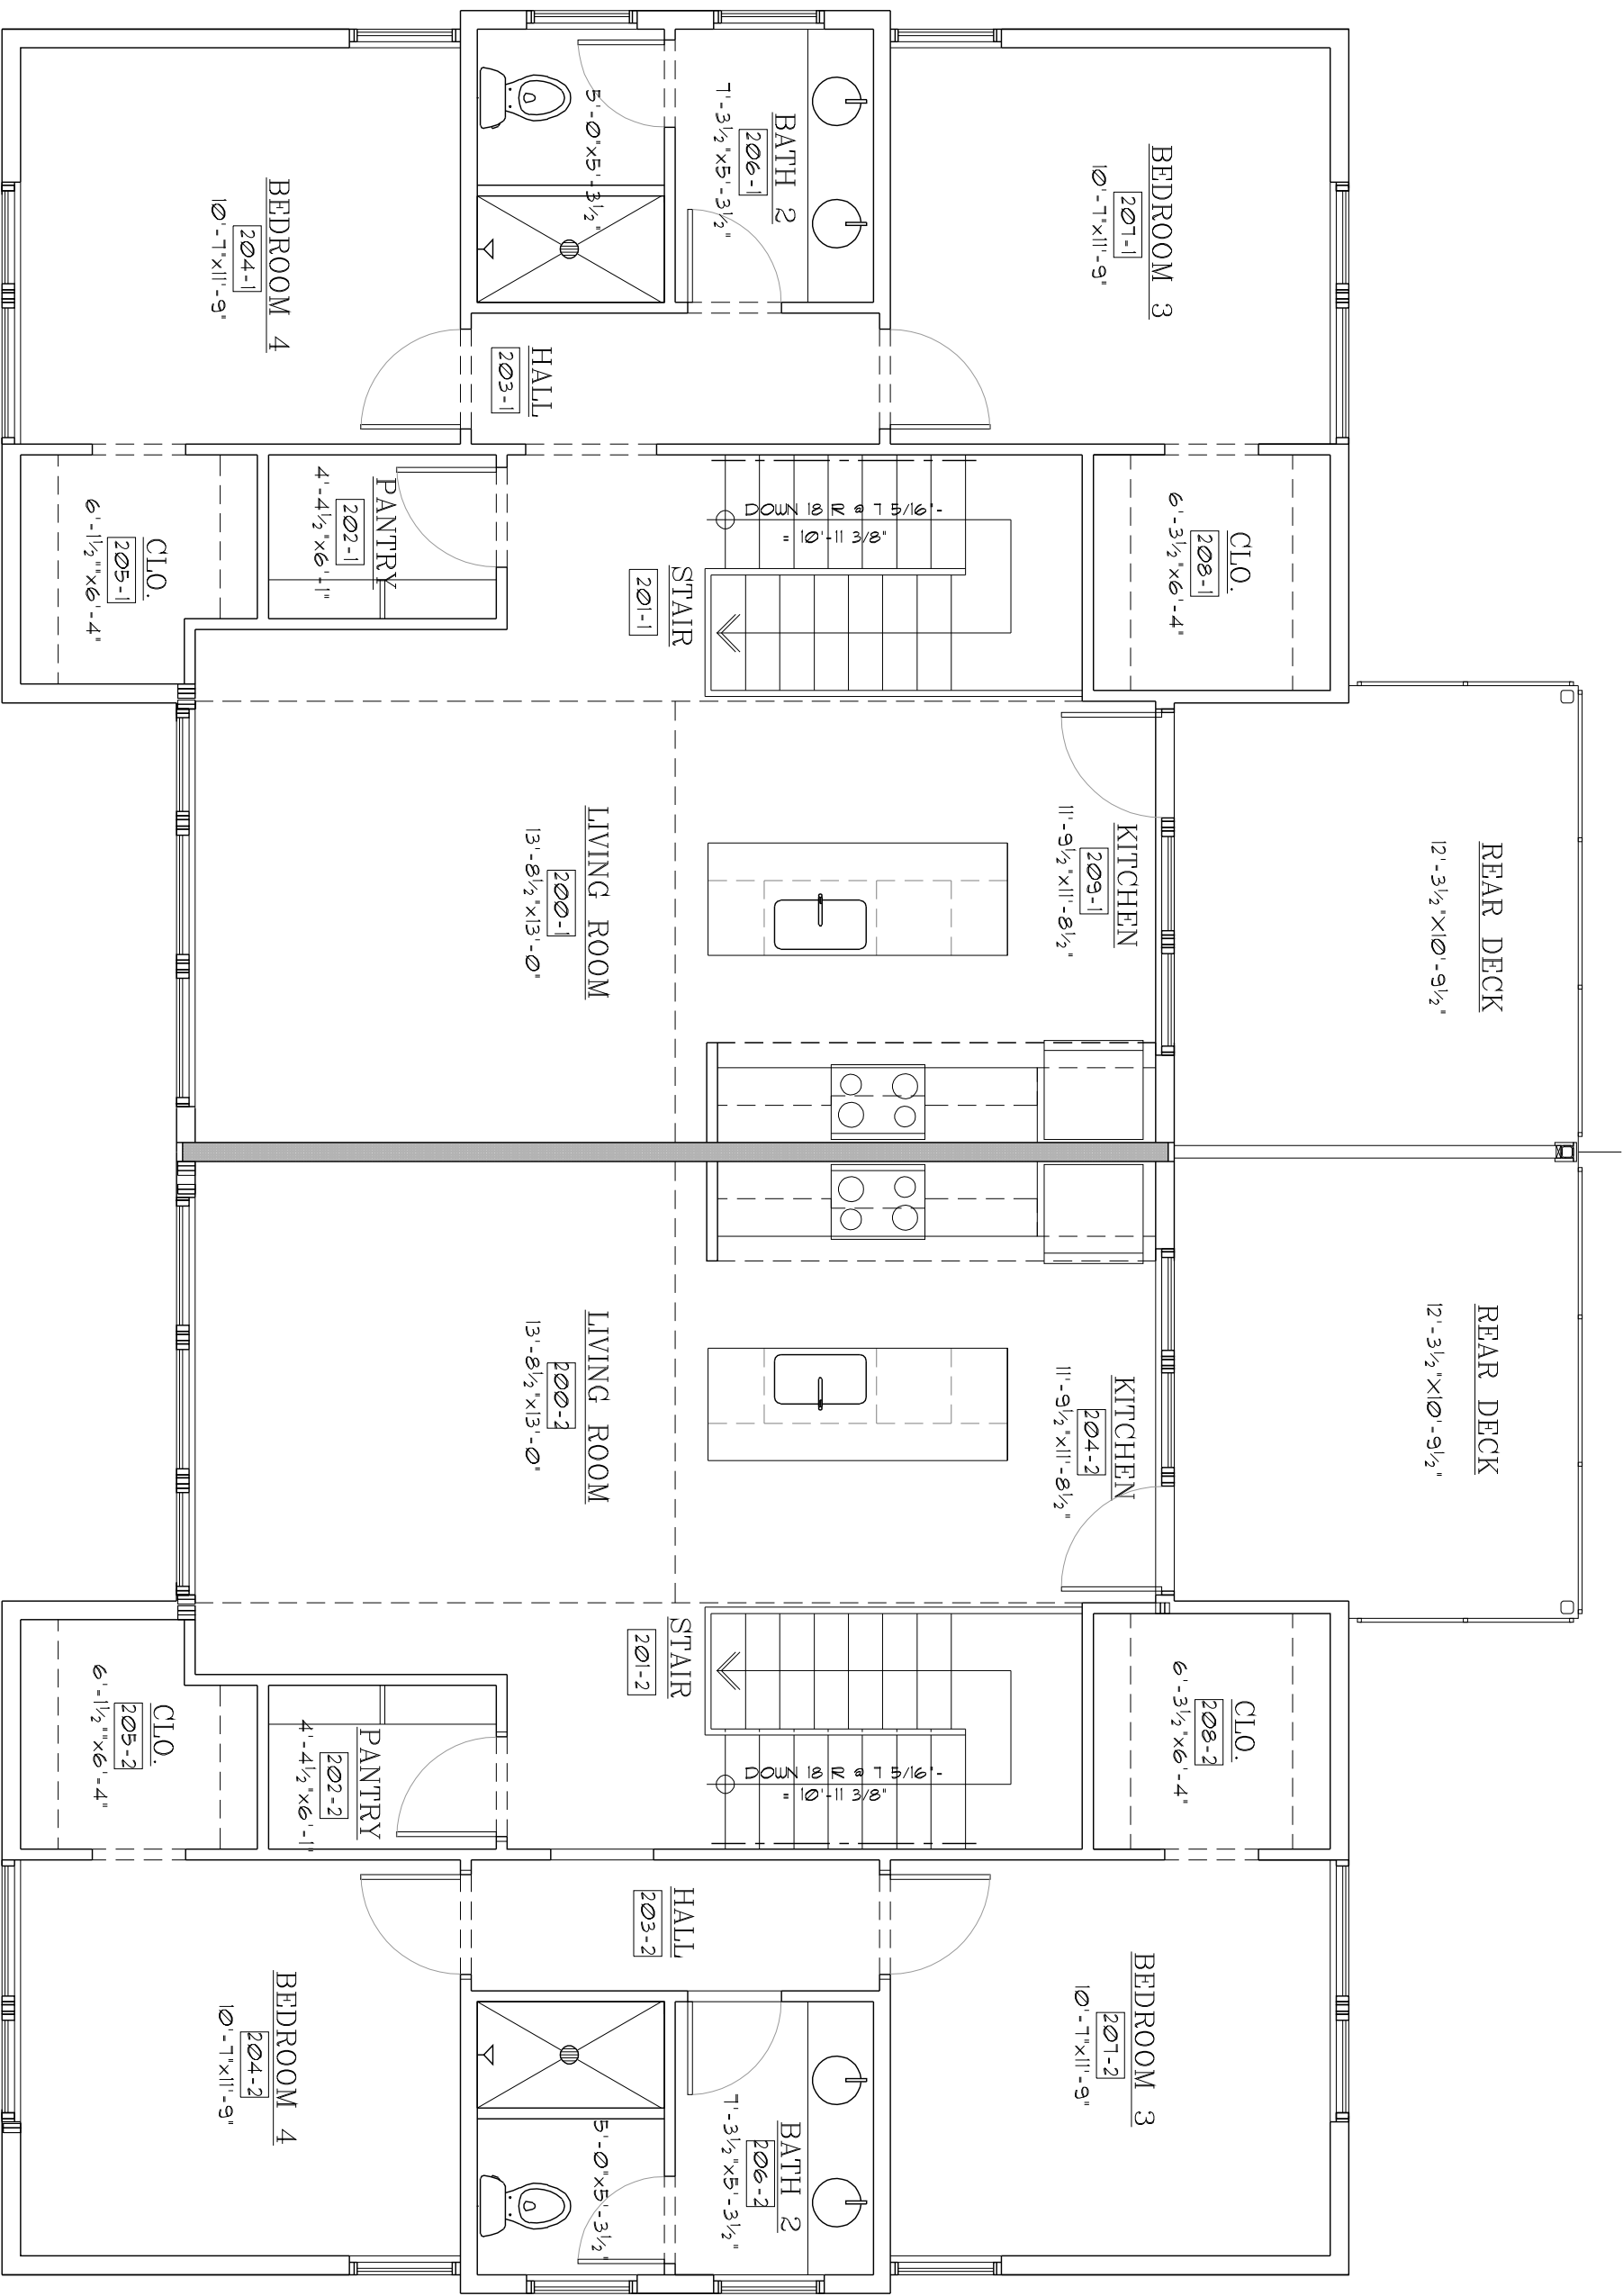 BEDROOM 3
207-1
10'-7"x11'-9"
BATH 2
206-1
7'-3½"x5'-3½"
5'-0"x5'-3½"
BEDROOM 4
204-1
10'-7"x11'-9"
HALL
203-1
CLO.
208-1
6'-3½"x6'-4"
DOWN 18 R @ 7 5/16"-
= 10'-11 3/8"
STAIR
201-1
PANTRY
202-1
4'-4½"x6'-1"
CLO.
205-1
6'-1½""x6'-4"
REAR DECK
12'-3½"x10'-9½"
KITCHEN
209-1
11'-9½"x11'-8½"
LIVING ROOM
200-1
13'-8½"x13'-0"
REAR DECK
12'-3½"x10'-9½"
KITCHEN
204-2
11'-9½"x11'-8½"
LIVING ROOM
200-2
13'-8½"x13'-0"
CLO.
208-2
6'-3½"x6'-4"
STAIR
201-2
DOWN 18 R @ 7 5/16"-
= 10'-11 3/8"
PANTRY
202-2
4'-4½"x6'-1"
CLO.
205-2
6'-1½""x6'-4"
HALL
203-2
BEDROOM 3
207-2
10'-7"x11'-9"
BATH 2
206-2
7'-3½"x5'-3½"
5'-0"x5'-3½"
BEDROOM 4
204-2
10'-7"x11'-9"